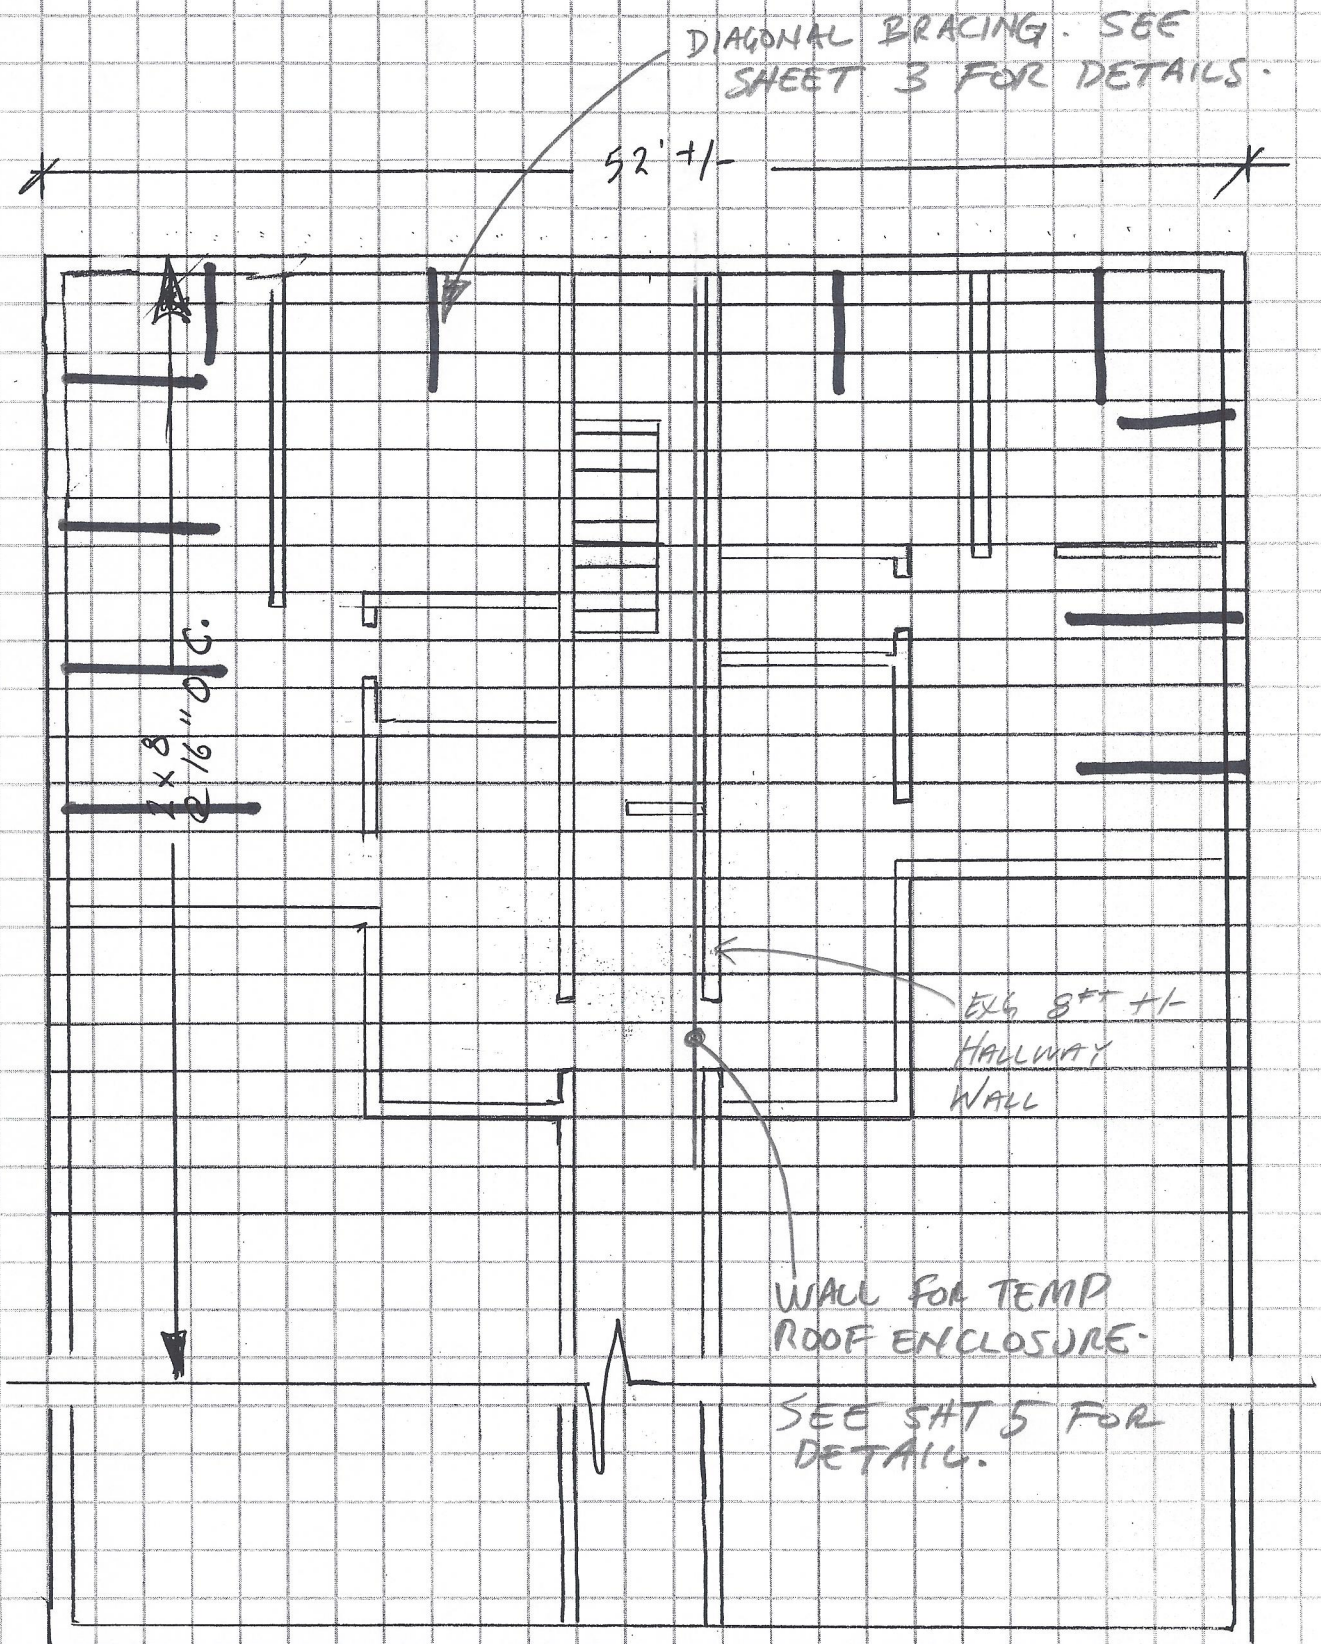 DIAGONAL BRACING. SEE
SHEET 3 FOR DETAILS.
52' +/-
2x8
@ 16" O.C.
EXG 8FT +/-
HALLWAY
WALL
WALL FOR TEMP
ROOF ENCLOSURE.
SEE SHT 5 FOR
DETAIL.